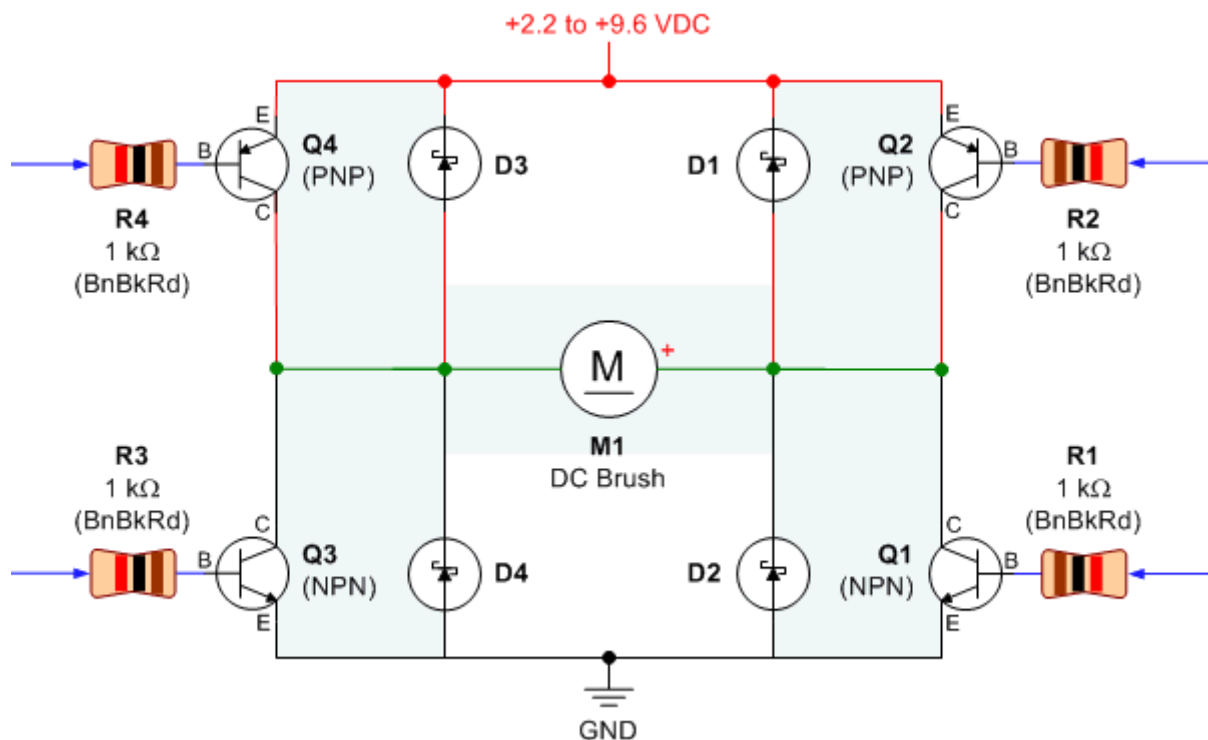 +2.2 to +9.6 VDC
E
B
C
Q4
(PNP)
D3
D1
Q2
(PNP)
E
B
C
R4
1 kΩ
(BnBkRd)
R2
1 kΩ
(BnBkRd)
M
+
M1
DC Brush
R3
1 kΩ
(BnBkRd)
R1
1 kΩ
(BnBkRd)
C
B
E
Q3
(NPN)
D4
D2
Q1
(NPN)
C
B
E
GND